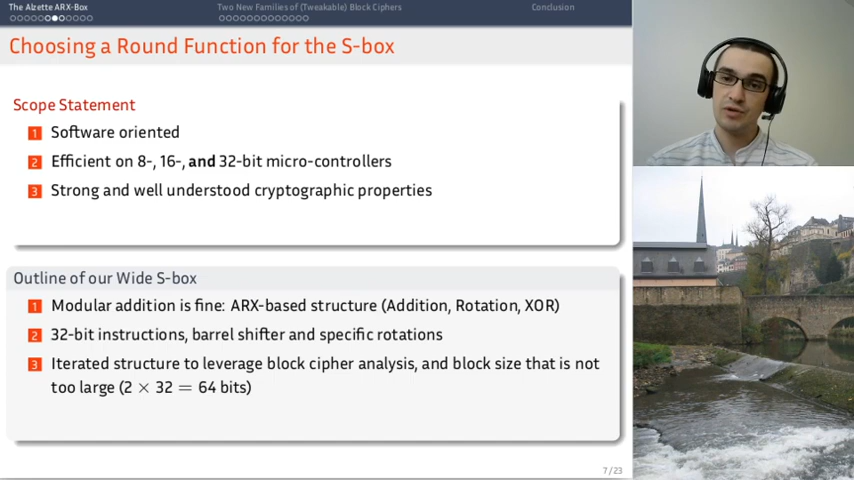 The Alzette ARX-Box
Two New Families of (Tweakable) Block Ciphers
Conclusion
Choosing a Round Function for the S-box
Scope Statement
1 Software oriented
2 Efficient on 8-, 16-, and 32-bit micro-controllers
3 Strong and well understood cryptographic properties
Outline of our Wide S-box
1 Modular addition is fine: ARX-based structure (Addition, Rotation, XOR)
2 32-bit instructions, barrel shifter and specific rotations
3 Iterated structure to leverage block cipher analysis, and block size that is not
too large (2 × 32 = 64 bits)
7/23